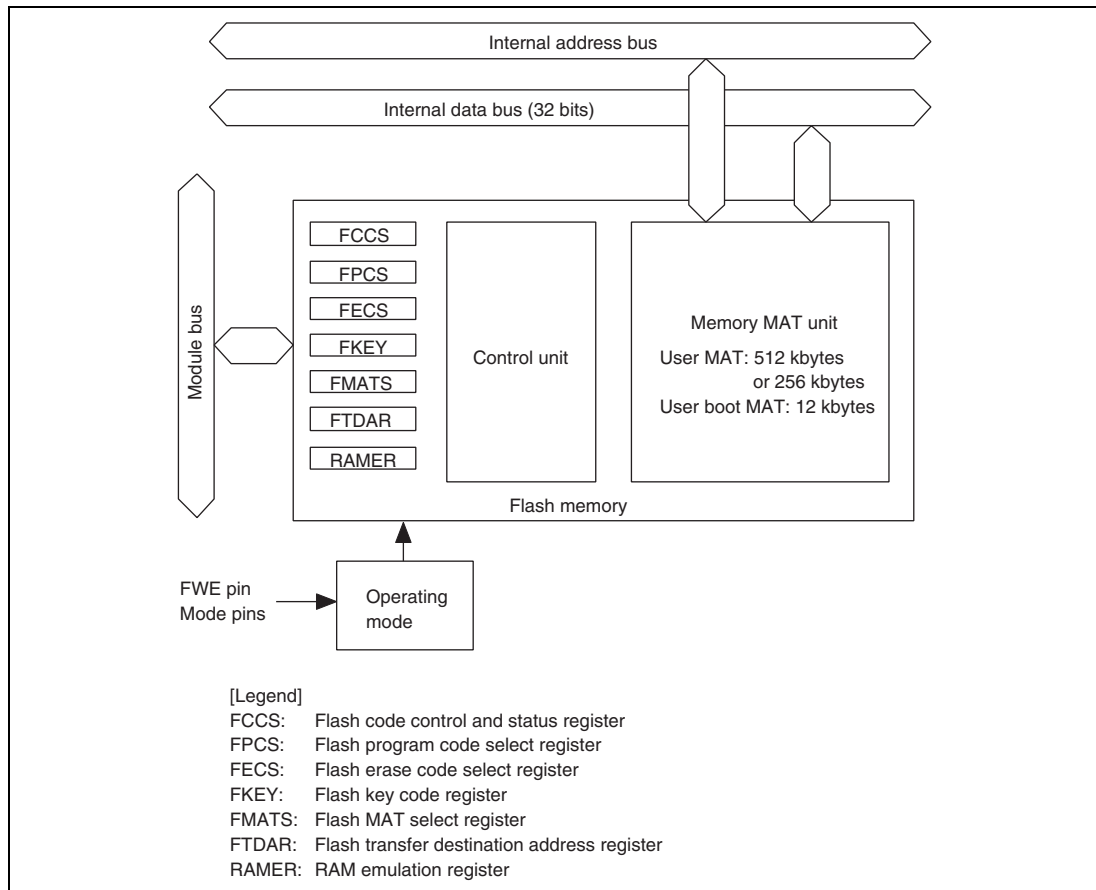 Internal address bus
Internal data bus (32 bits)
Module bus
FCCS
FPCS
FECS
FKEY
FMATS
FTDAR
RAMER
Control unit
Memory MAT unit
User MAT: 512 kbytes
or 256 kbytes
User boot MAT: 12 kbytes
Flash memory
FWE pin
Mode pins
Operating
mode
[Legend]
FCCS: Flash code control and status register
FPCS: Flash program code select register
FECS: Flash erase code select register
FKEY: Flash key code register
FMATS: Flash MAT select register
FTDAR: Flash transfer destination address register
RAMER: RAM emulation register